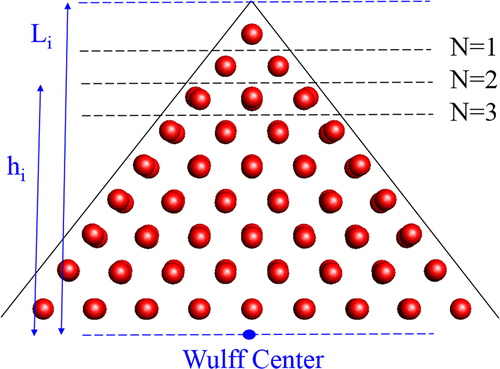 Lᵢ
N=1
N=2
N=3
hᵢ
Wulff Center